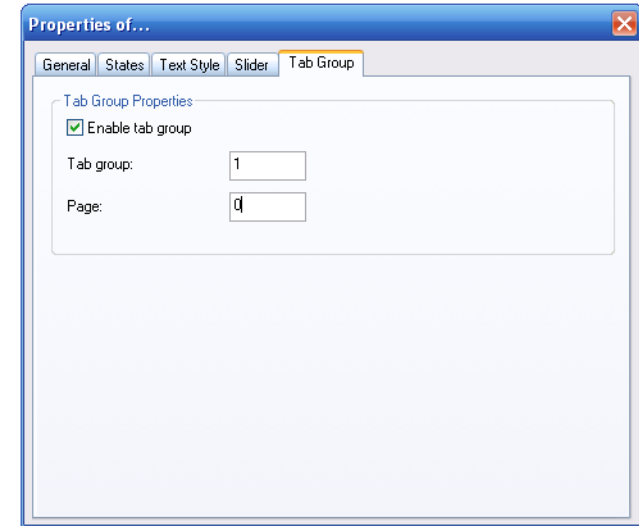 Properties of...
General States Text Style Slider Tab Group
Tab Group Properties
Enable tab group
Tab group: 1
Page: 0